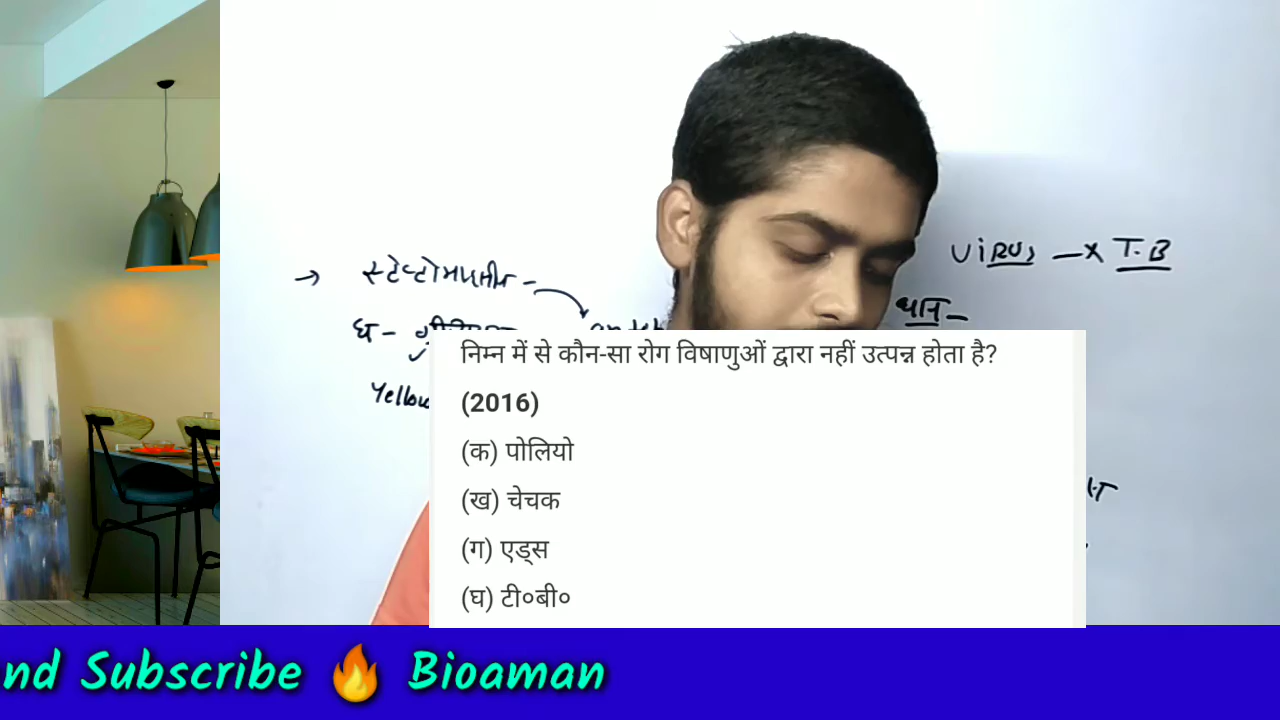 Virus —x T.B
→ स्टेप्टोमाइसीन -
घ -
Yellow
निम्न में से कौन-सा रोग विषाणुओं द्वारा नहीं उत्पन्न होता है?
(2016)
(क) पोलियो
(ख) चेचक
(ग) एड्स
(घ) टी०बी०
nd Subscribe 🔥 Bioaman